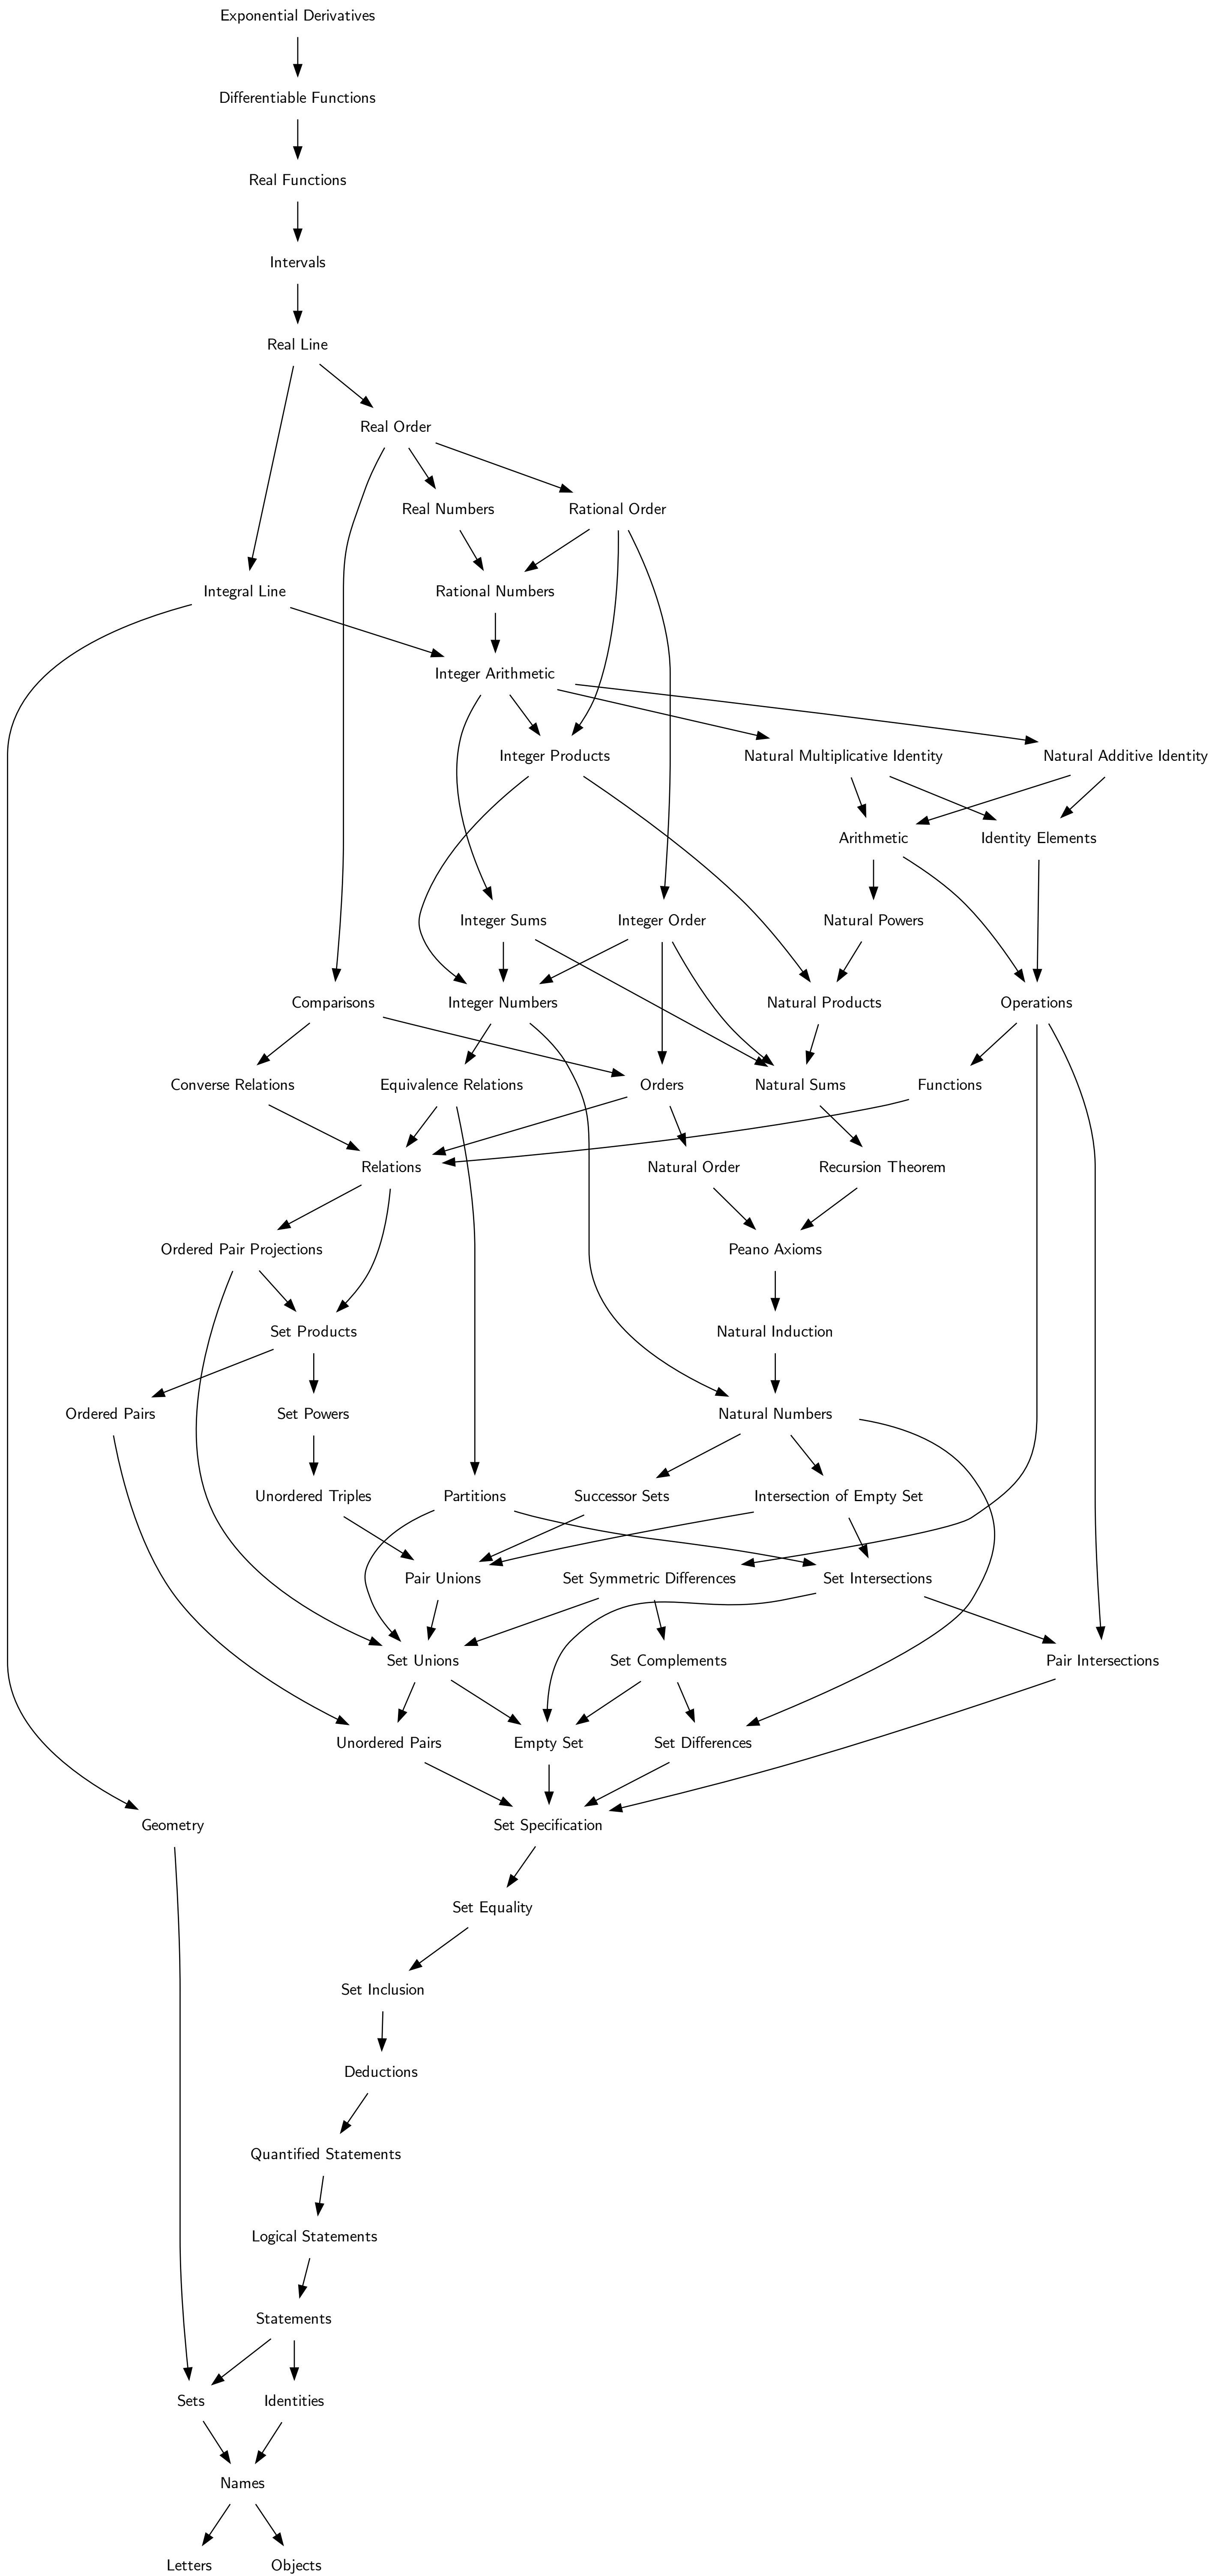 Exponential Derivatives
Differentiable Functions
Real Functions
Intervals
Real Line
Real Order
Real Numbers
Rational Order
Integral Line
Rational Numbers
Integer Arithmetic
Integer Products
Natural Multiplicative Identity
Natural Additive Identity
Arithmetic
Identity Elements
Integer Sums
Integer Order
Natural Powers
Comparisons
Integer Numbers
Natural Products
Operations
Converse Relations
Equivalence Relations
Orders
Natural Sums
Functions
Relations
Natural Order
Recursion Theorem
Ordered Pair Projections
Peano Axioms
Set Products
Natural Induction
Ordered Pairs
Set Powers
Natural Numbers
Unordered Triples
Partitions
Successor Sets
Intersection of Empty Set
Pair Unions
Set Symmetric Differences
Set Intersections
Set Unions
Set Complements
Pair Intersections
Unordered Pairs
Empty Set
Set Differences
Geometry
Set Specification
Set Equality
Set Inclusion
Deductions
Quantified Statements
Logical Statements
Statements
Sets
Identities
Names
Letters
Objects